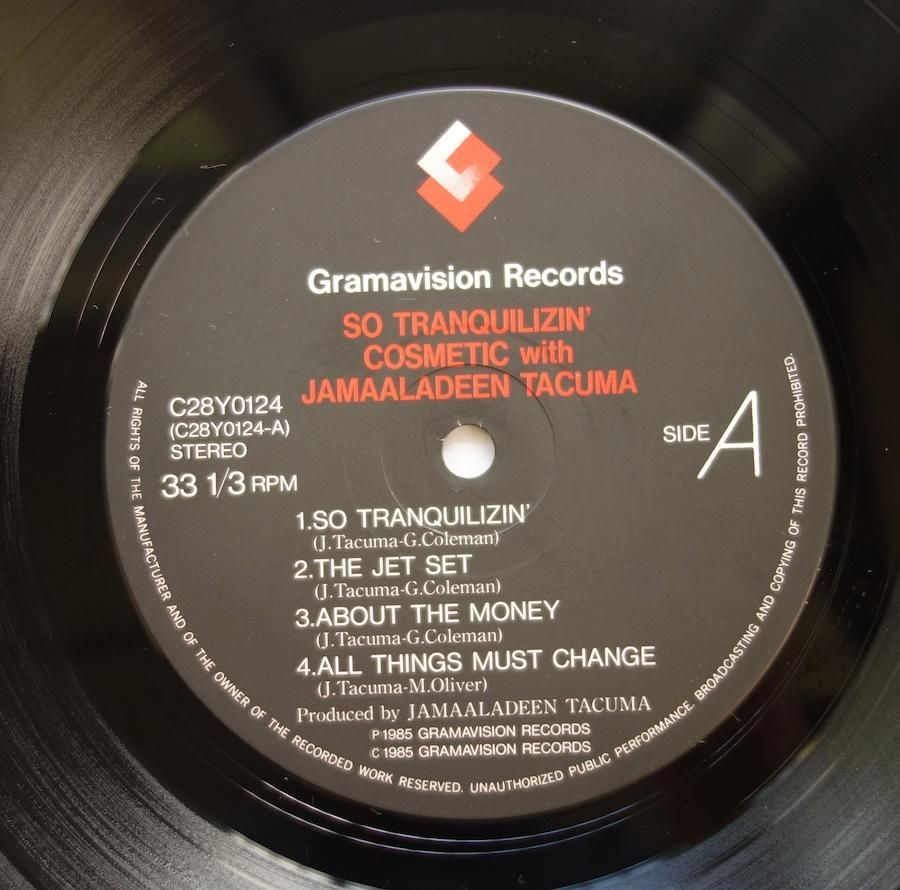 Gramavision Records
SO TRANQUILIZIN'
COSMETIC with
JAMAALADEEN TACUMA
C28Y0124
(C28Y0124-A)
STEREO
33 1/3 RPM
SIDE A
1.SO TRANQUILIZIN'
(J.Tacuma-G.Coleman)
2.THE JET SET
(J.Tacuma-G.Coleman)
3.ABOUT THE MONEY
(J.Tacuma-G.Coleman)
4.ALL THINGS MUST CHANGE
(J.Tacuma-M.Oliver)
Produced by JAMAALADEEN TACUMA
Ⓟ1985 GRAMAVISION RECORDS
©1985 GRAMAVISION RECORDS
ALL RIGHTS OF THE MANUFACTURER AND OF THE OWNER OF THE RECORDED WORK RESERVED. UNAUTHORIZED PUBLIC PERFORMANCE. BROADCASTING AND COPYING OF THIS RECORD PROHIBITED.